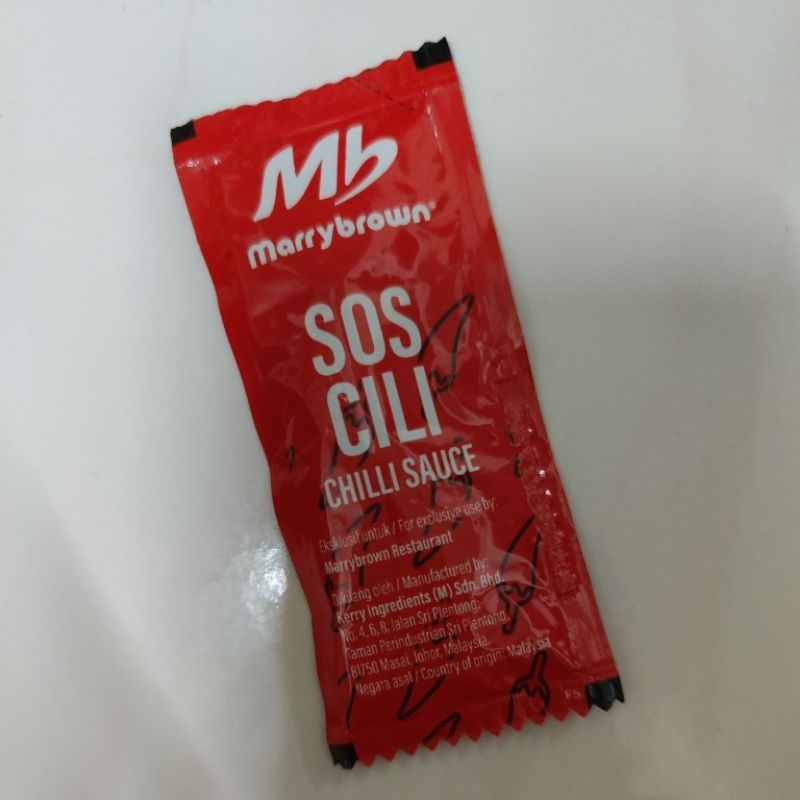 Mb
marrybrown®
SOS
CILI
CHILLI SAUCE
Eksklusif untuk / For exclusive use by:
Marrybrown Restaurant
Dikilang oleh / Manufactured by:
Kerry Ingredients (M) Sdn. Bhd.
No. 4, 6, 8, Jalan Sri Plentong,
Taman Perindustrian Sri Plentong,
81750 Masai, Johor, Malaysia.
Negara asal / Country of origin: Malaysia
F5